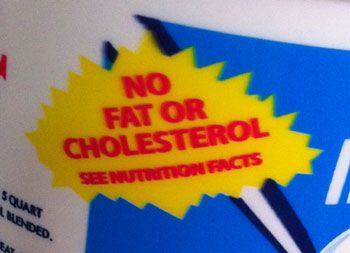 NO
FAT OR
CHOLESTEROL
SEE NUTRITION FACTS
5 QUART
BLENDED.